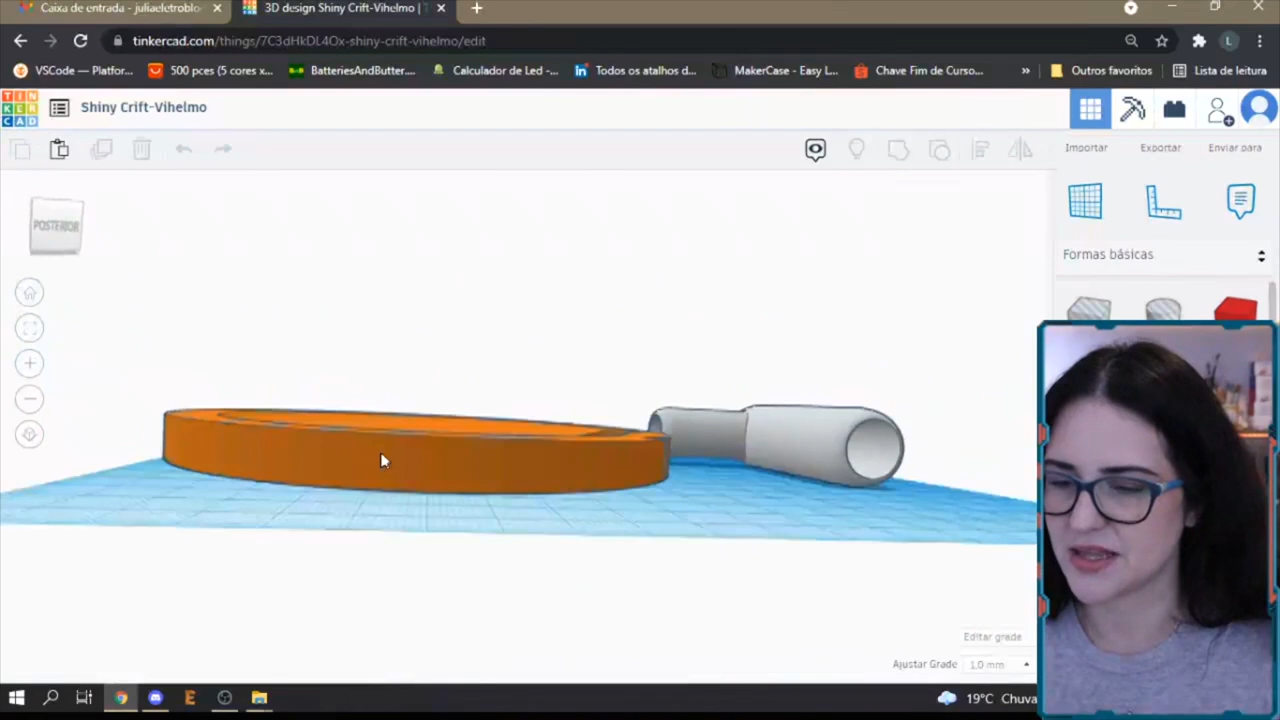 Caixa de entrada - juliaeletroblo
3D design Shiny Crift-Vihelmo | T
tinkercad.com/things/7C3dHkDL4Ox-shiny-crift-vihelmo/edit
L
VSCode — Platfor...
500 pces (5 cores x...
BatteriesAndButter....
Calculador de Led -...
Todos os atalhos d...
MakerCase - Easy L...
Chave Fim de Curso...
»
Outros favoritos
Lista de leitura
TIN
KER
CAD
Shiny Crift-Vihelmo
Importar
Exportar
Enviar para
POSTERIOR
Formas básicas
Editar grade
Ajustar Grade
1.0 mm
19°C Chuva